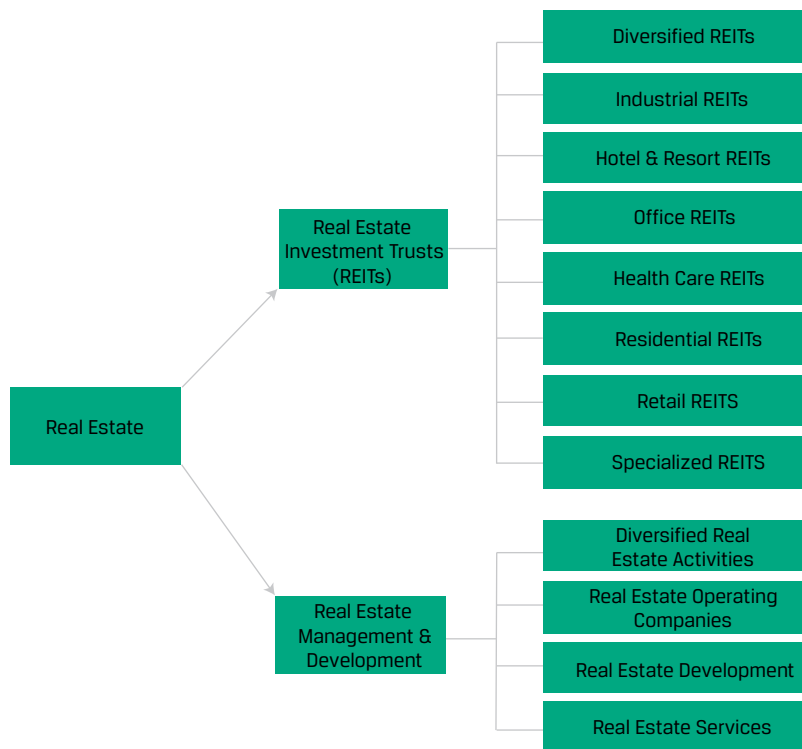 Diversified REITs
Industrial REITs
Hotel & Resort REITs
Office REITs
Real Estate
Investment Trusts
(REITs)
Health Care REITs
Residential REITs
Retail REITS
Specialized REITS
Real Estate
Diversified Real
Estate Activities
Real Estate Operating
Companies
Real Estate
Management &
Development
Real Estate Development
Real Estate Services